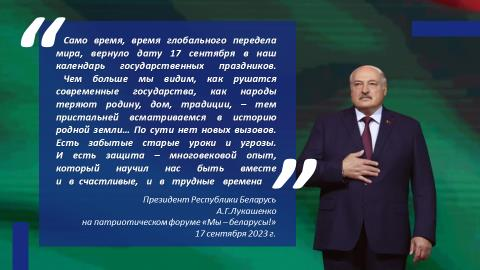 “
Само время, время глобального передела
мира, вернуло дату 17 сентября в наш
календарь государственных праздников.
Чем больше мы видим, как рушатся
современные государства, как народы
теряют родину, дом, традиции, – тем
пристальней всматриваемся в историю
родной земли… По сути нет новых вызовов.
Есть забытые старые уроки и угрозы.
И есть защита – многовековой опыт,
который научил нас быть вместе
и в счастливые, и в трудные времена
”
Президент Республики Беларусь
А.Г.Лукашенко
на патриотическом форуме «Мы – беларусы!»
17 сентября 2023 г.